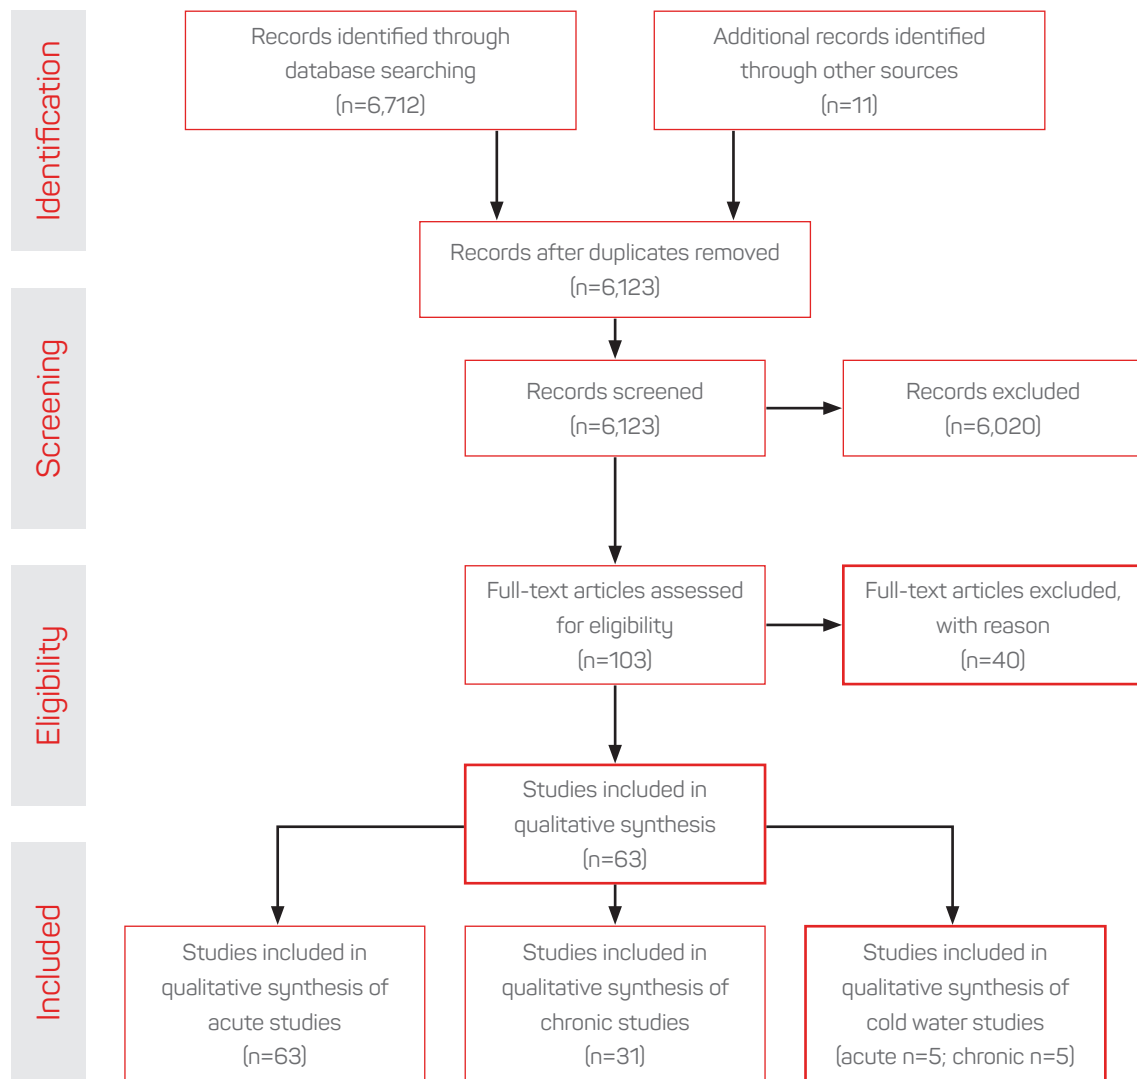 Identification
Records identified through
database searching
(n=6,712)
Additional records identified
through other sources
(n=11)
Records after duplicates removed
(n=6,123)
Screening
Records screened
(n=6,123)
Records excluded
(n=6,020)
Eligibility
Full-text articles assessed
for eligibility
(n=103)
Full-text articles excluded,
with reason
(n=40)
Studies included in
qualitative synthesis
(n=63)
Included
Studies included in
qualitative synthesis of
acute studies
(n=63)
Studies included in
qualitative synthesis of
chronic studies
(n=31)
Studies included in
qualitative synthesis of
cold water studies
(acute n=5; chronic n=5)